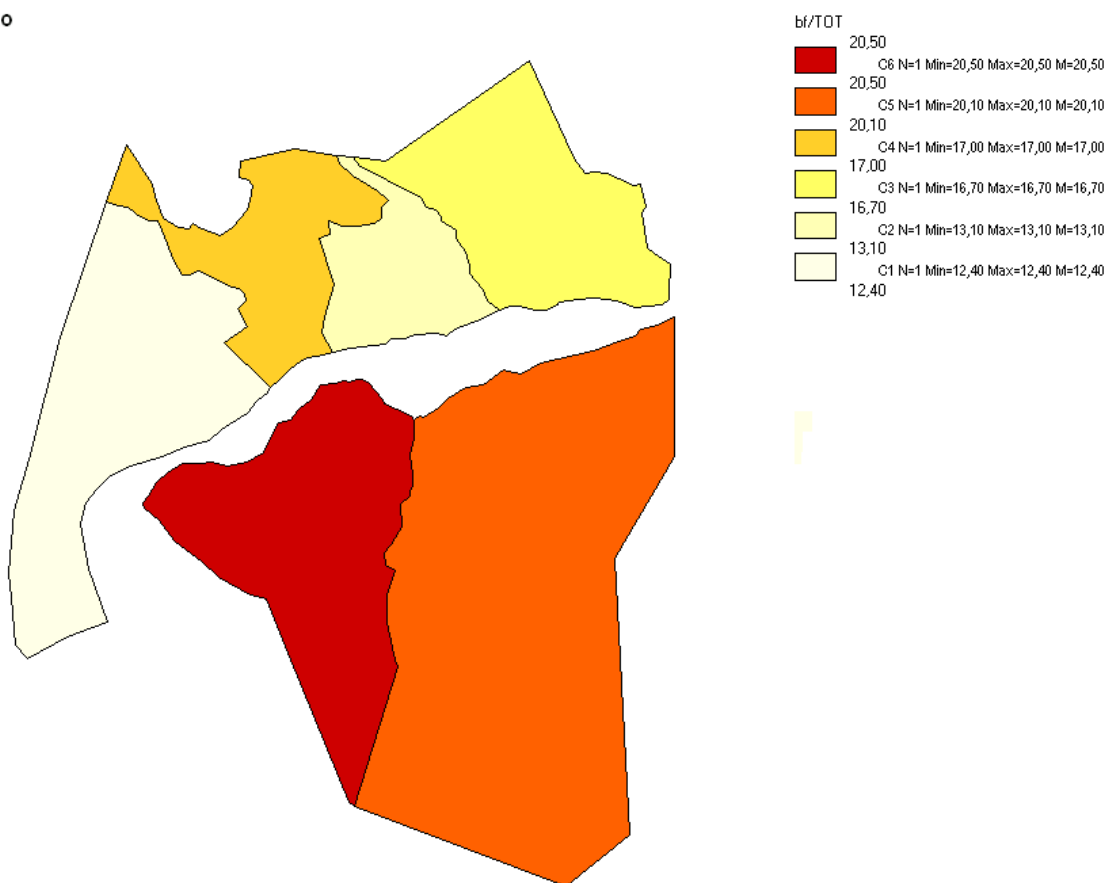 o
bf/TOT
20,50
C6 N=1 Min=20,50 Max=20,50 M=20,50
20,50
C5 N=1 Min=20,10 Max=20,10 M=20,10
20,10
C4 N=1 Min=17,00 Max=17,00 M=17,00
17,00
C3 N=1 Min=16,70 Max=16,70 M=16,70
16,70
C2 N=1 Min=13,10 Max=13,10 M=13,10
13,10
C1 N=1 Min=12,40 Max=12,40 M=12,40
12,40